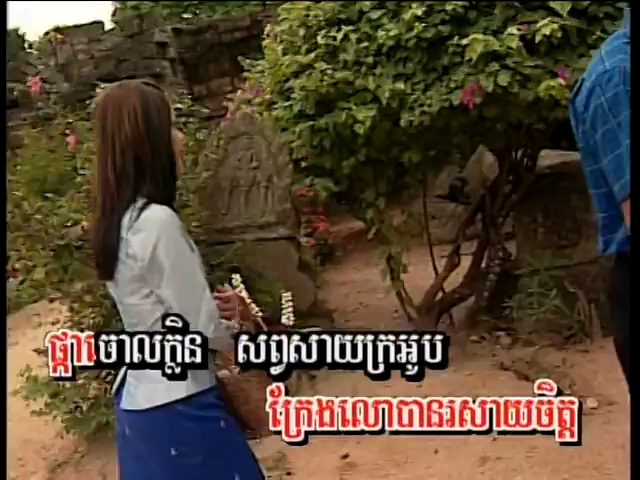 ផ្កាចោលក្លិន សព្វសាយក្រអូប
ក្រែងលោបានរសាយចិត្ត